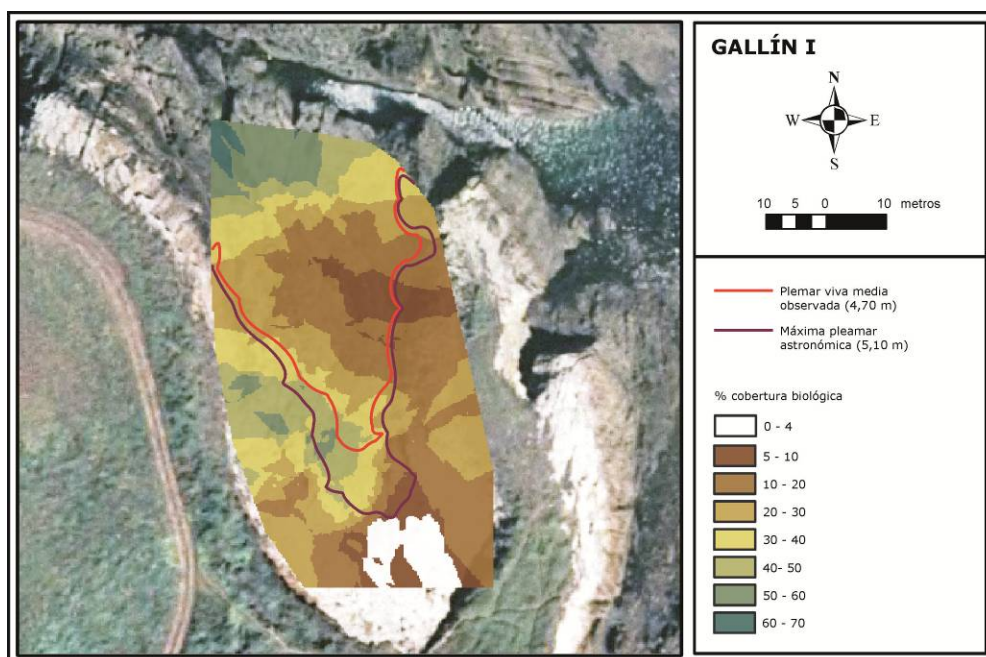 GALLÍN I
N
W E
S
10 5 0 10 metros
Plemar viva media
observada (4,70 m)
Máxima pleamar
astronómica (5,10 m)
% cobertura biológica
0 - 4
5 - 10
10 - 20
20 - 30
30 - 40
40- 50
50 - 60
60 - 70